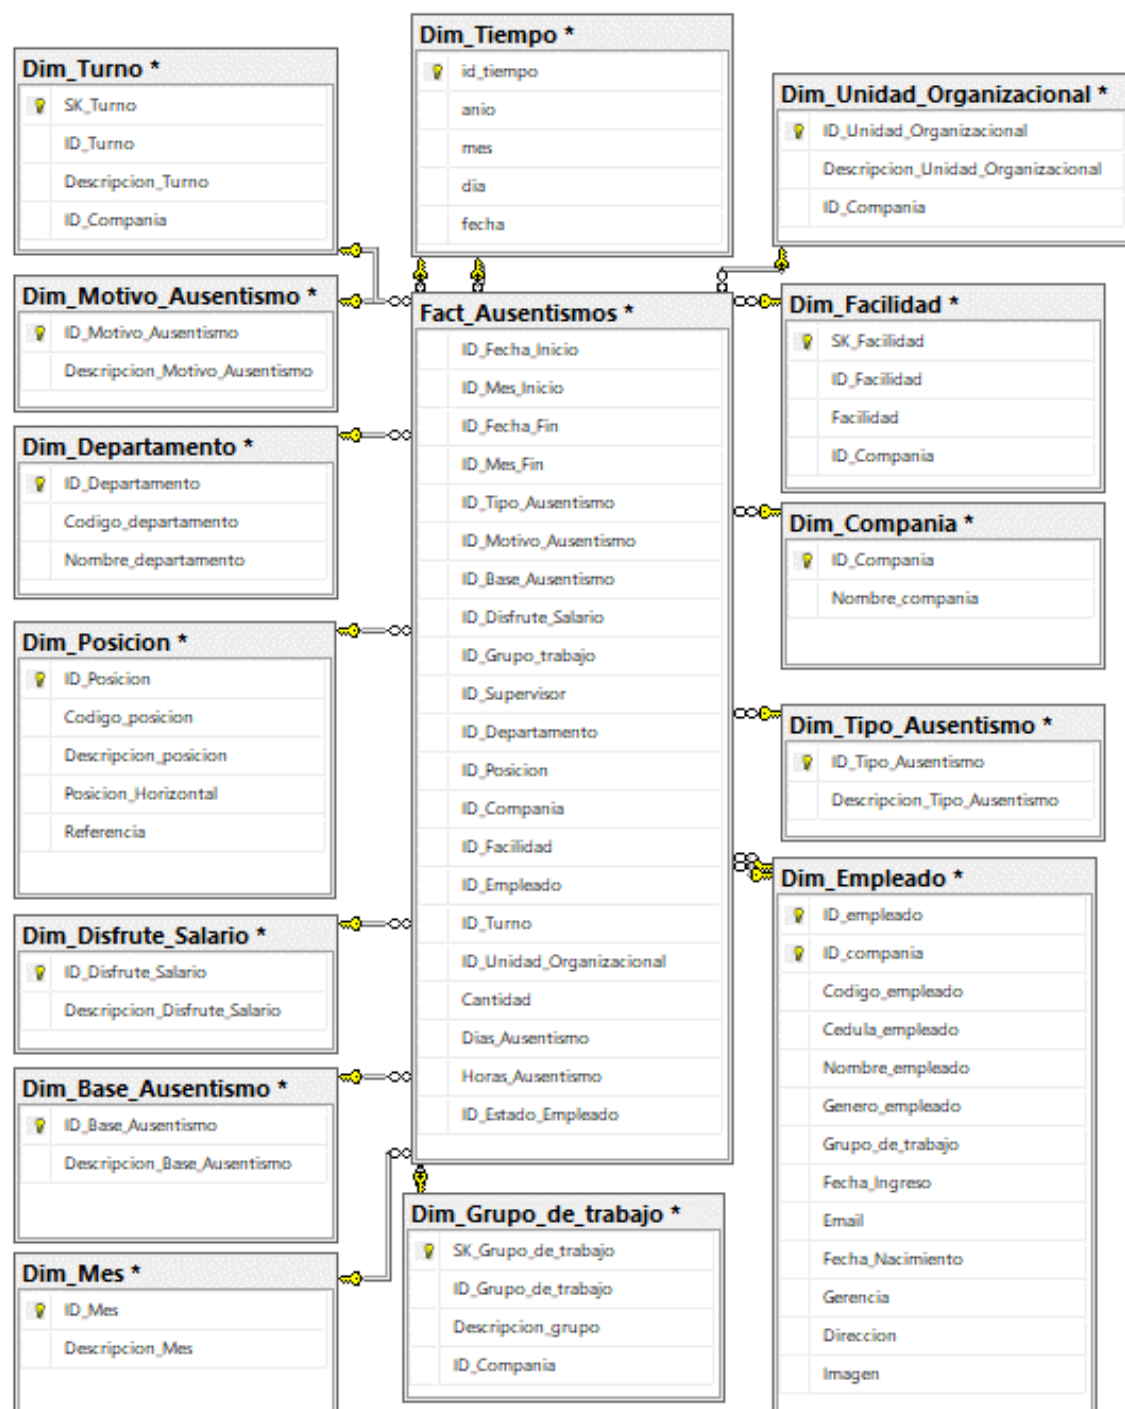 Dim_Turno *
SK_Turno
ID_Turno
Descripcion_Turno
ID_Compania
Dim_Motivo_Ausentismo *
ID_Motivo_Ausentismo
Descripcion_Motivo_Ausentismo
Dim_Departamento *
ID_Departamento
Codigo_departamento
Nombre_departamento
Dim_Posicion *
ID_Posicion
Codigo_posicion
Descripcion_posicion
Posicion_Horizontal
Referencia
Dim_Disfrute_Salario *
ID_Disfrute_Salario
Descripcion_Disfrute_Salario
Dim_Base_Ausentismo *
ID_Base_Ausentismo
Descripcion_Base_Ausentismo
Dim_Mes *
ID_Mes
Descripcion_Mes
Dim_Tiempo *
id_tiempo
anio
mes
dia
fecha
Fact_Ausentismos *
ID_Fecha_Inicio
ID_Mes_Inicio
ID_Fecha_Fin
ID_Mes_Fin
ID_Tipo_Ausentismo
ID_Motivo_Ausentismo
ID_Base_Ausentismo
ID_Disfrute_Salario
ID_Grupo_trabajo
ID_Supervisor
ID_Departamento
ID_Posicion
ID_Compania
ID_Facilidad
ID_Empleado
ID_Turno
ID_Unidad_Organizacional
Cantidad
Dias_Ausentismo
Horas_Ausentismo
ID_Estado_Empleado
Dim_Grupo_de_trabajo *
SK_Grupo_de_trabajo
ID_Grupo_de_trabajo
Descripcion_grupo
ID_Compania
Dim_Unidad_Organizacional *
ID_Unidad_Organizacional
Descripcion_Unidad_Organizacional
ID_Compania
Dim_Facilidad *
SK_Facilidad
ID_Facilidad
Facilidad
ID_Compania
Dim_Compania *
ID_Compania
Nombre_compania
Dim_Tipo_Ausentismo *
ID_Tipo_Ausentismo
Descripcion_Tipo_Ausentismo
Dim_Empleado *
ID_empleado
ID_compania
Codigo_empleado
Cedula_empleado
Nombre_empleado
Genero_empleado
Grupo_de_trabajo
Fecha_Ingreso
Email
Fecha_Nacimiento
Gerencia
Direccion
Imagen